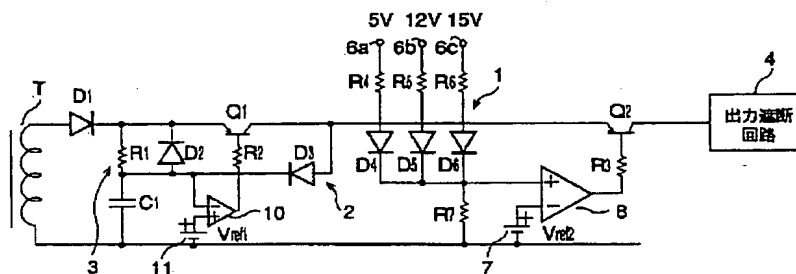 5V 12V 15V
6a 6b 6c
R4 R5 R6
1
4
T
D1
Q1
Q2
出力遮断
回路
R1
D2
R2
D3
D4
D5
D6
R3
3
C1
10
2
R7
8
11
Vref1
7
Vref2